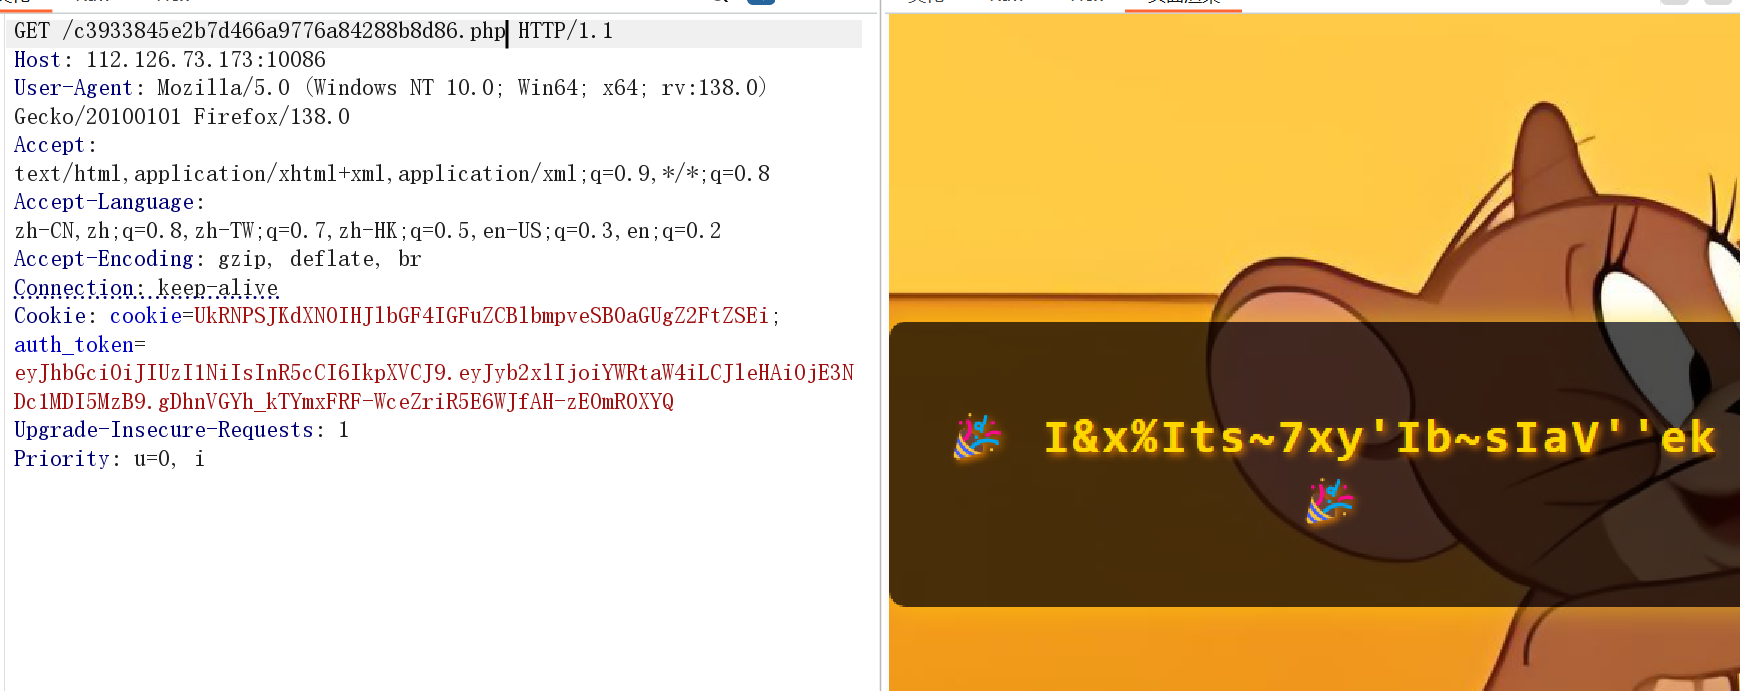 GET /c3933845e2b7d466a9776a84288b8d86.php HTTP/1.1
Host: 112.126.73.173:10086
User-Agent: Mozilla/5.0 (Windows NT 10.0; Win64; x64; rv:138.0)
Gecko/20100101 Firefox/138.0
Accept:
text/html,application/xhtml+xml,application/xml;q=0.9,*/*;q=0.8
Accept-Language:
zh-CN,zh;q=0.8,zh-TW;q=0.7,zh-HK;q=0.5,en-US;q=0.3,en;q=0.2
Accept-Encoding: gzip, deflate, br
Connection: keep-alive
Cookie: cookie=UkRNPSJKdXN0IHJlbGF4IGFuZCBlbmpveSB0aGUgZ2FtZSEi;
auth_token=
eyJhbGciOiJIUzI1NiIsInR5cCI6IkpXVCJ9.eyJyb2xlIjoiYWRtaW4iLCJleHAiOjE3N
Dc1MDI5MzB9.gDhnVGYh_kTYmxFRF-WceZriR5E6WJfAH-zEOmROXYQ
Upgrade-Insecure-Requests: 1
Priority: u=0, i
🎉 I&x%Its~7xy'Ib~sIaV''ek
🎉